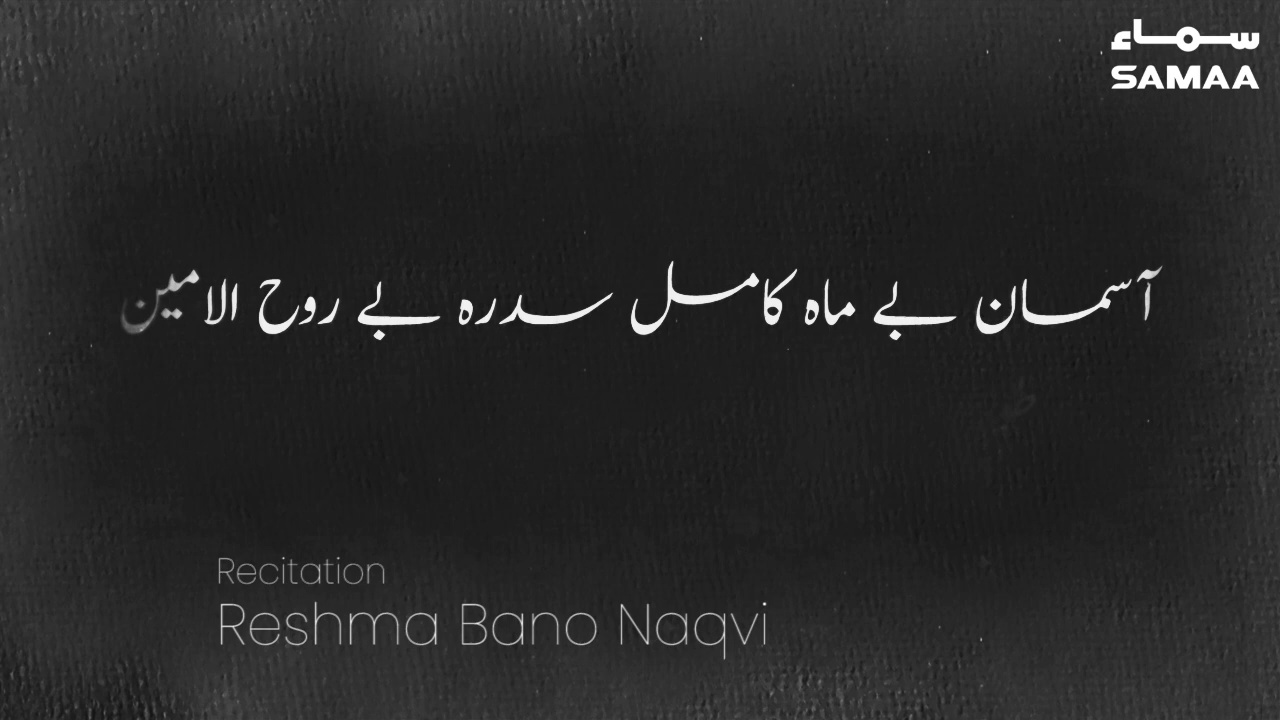 سماء
SAMAA
آسمان بے ماہ کامل سدرہ بے روح الامین
Recitation
Reshma Bano Naqvi